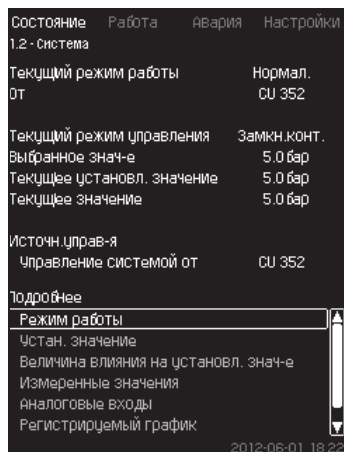 Состояние Работа Авария Настройки
1.2 - Система
Текущий режим работы Нормал.
От CU 352
Текущий режим управления Замкн.конт.
Выбранное знач-е 5.0 бар
Текущее установл. значение 5.0 бар
Текущее значение 5.0 бар
Источн.управ-я
Управление системой от CU 352
Подробнее
Режим работы
Устан. значение
Величина влияния на установл. знач-е
Измеренные значения
Аналоговые входы
Регистрируемый график
2012-06-01 18:22